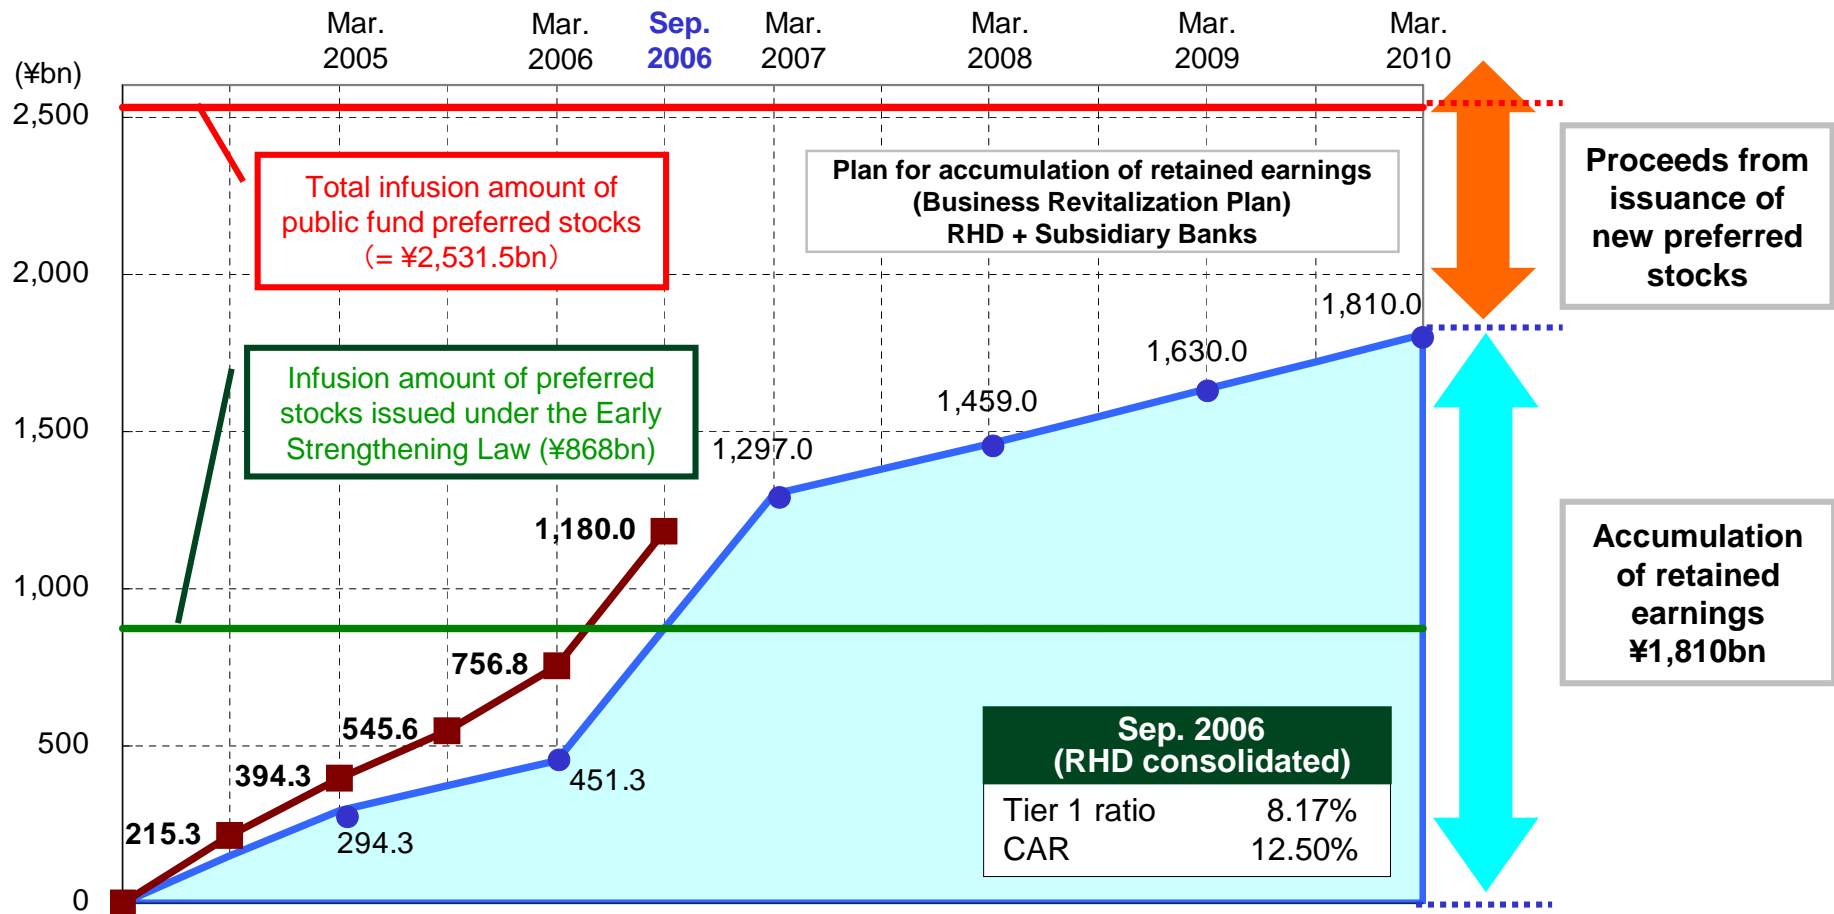 Mar.
2005
Mar.
2006
Sep.
2006
Mar.
2007
Mar.
2008
Mar.
2009
Mar.
2010
(¥bn)
2,500
2,000
1,500
1,000
500
0
Total infusion amount of
public fund preferred stocks
（= ¥2,531.5bn）
Plan for accumulation of retained earnings
(Business Revitalization Plan)
RHD + Subsidiary Banks
Proceeds from
issuance of
new preferred
stocks
Infusion amount of preferred
stocks issued under the Early
Strengthening Law (¥868bn)
1,810.0
1,630.0
1,459.0
1,297.0
1,180.0
756.8
545.6
394.3
215.3
451.3
294.3
Accumulation
of retained
earnings
¥1,810bn
Sep. 2006
(RHD consolidated)
Tier 1 ratio 8.17%
CAR 12.50%